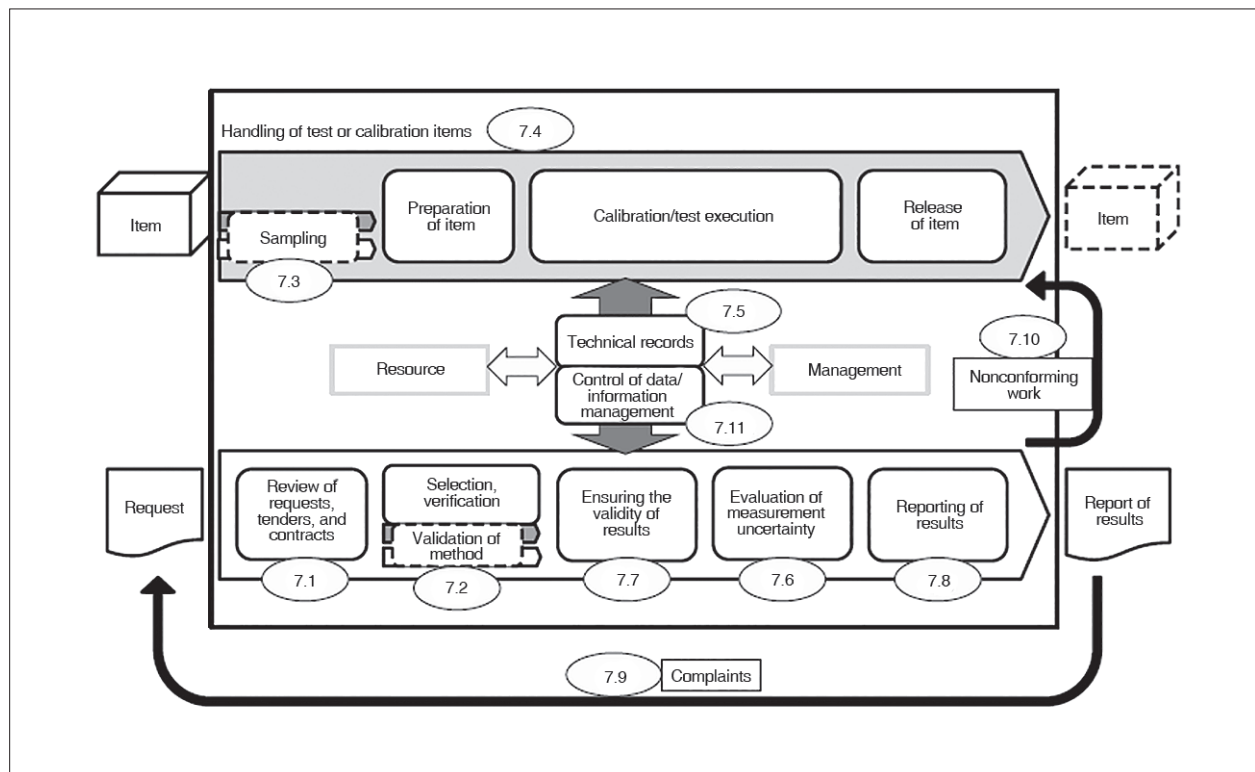 Handling of test or calibration items
7.4
Item
Sampling
7.3
Preparation
of item
Calibration/test execution
Release
of item
Item
7.5
Technical records
Resource
Management
Control of data/
information
management
7.11
7.10
Nonconforming
work
Request
Review of
requests,
tenders, and
contracts
7.1
Selection,
verification
Validation of
method
7.2
Ensuring the
validity of
results
7.7
Evaluation of
measurement
uncertainty
7.6
Reporting of
results
7.8
Report of
results
7.9
Complaints